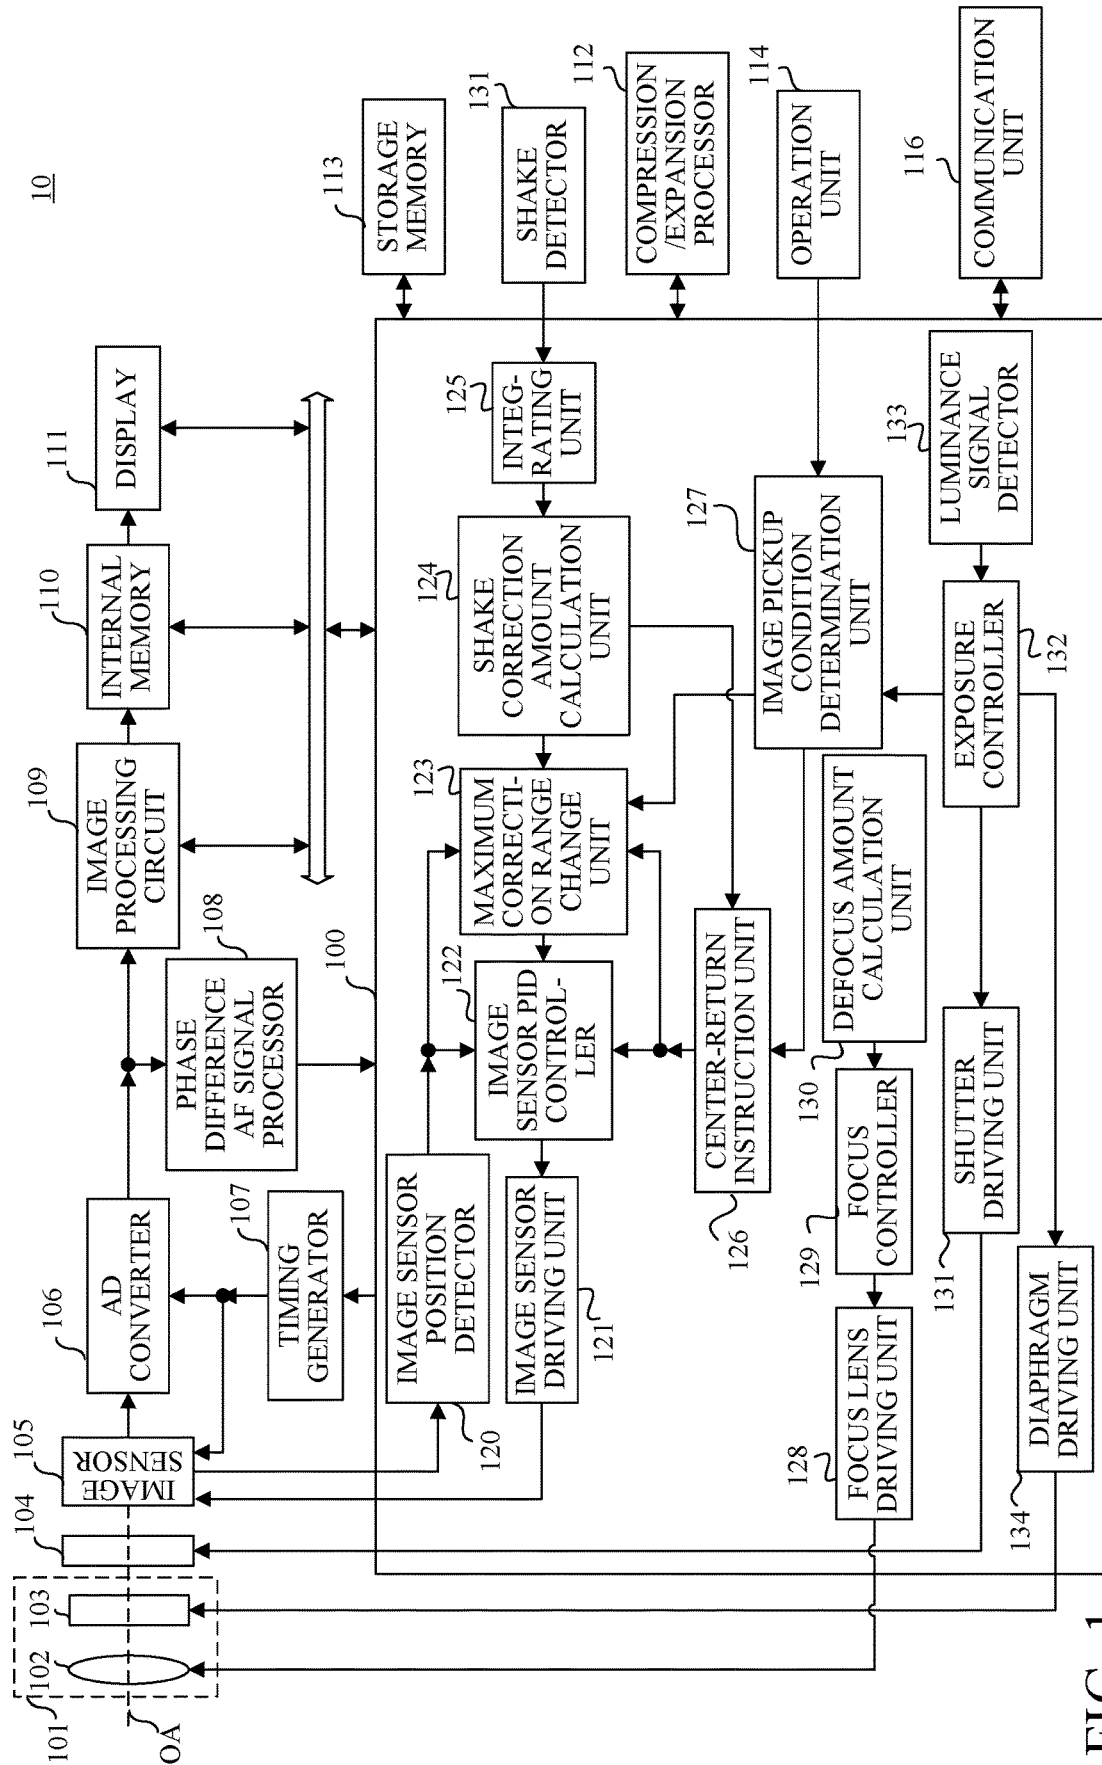 10
101
102
103
104
105
IMAGE
SENSOR
OA
106
AD
CONVERTER
107
TIMING
GENERATOR
108
PHASE
DIFFERENCE
AF SIGNAL
PROCESSOR
109
IMAGE
PROCESSING
CIRCUIT
110
INTERNAL
MEMORY
111
DISPLAY
100
113
STORAGE
MEMORY
131
SHAKE
DETECTOR
112
COMPRESSION
/EXPANSION
PROCESSOR
114
OPERATION
UNIT
116
COMMUNICATION
UNIT
120
IMAGE SENSOR
POSITION
DETECTOR
121
IMAGE SENSOR
DRIVING UNIT
122
IMAGE
SENSOR PID
CONTROL-
LER
123
MAXIMUM
CORRECTI-
ON RANGE
CHANGE
UNIT
124
SHAKE
CORRECTION
AMOUNT
CALCULATION
UNIT
125
INTEG-
RATING
UNIT
126
CENTER-RETURN
INSTRUCTION UNIT
127
IMAGE PICKUP
CONDITION
DETERMINATION
UNIT
128
FOCUS LENS
DRIVING UNIT
129
FOCUS
CONTROLLER
130
DEFOCUS AMOUNT
CALCULATION
UNIT
131
SHUTTER
DRIVING UNIT
132
EXPOSURE
CONTROLLER
133
LUMINANCE
SIGNAL
DETECTOR
134
DIAPHRAGM
DRIVING UNIT
FIG. 1